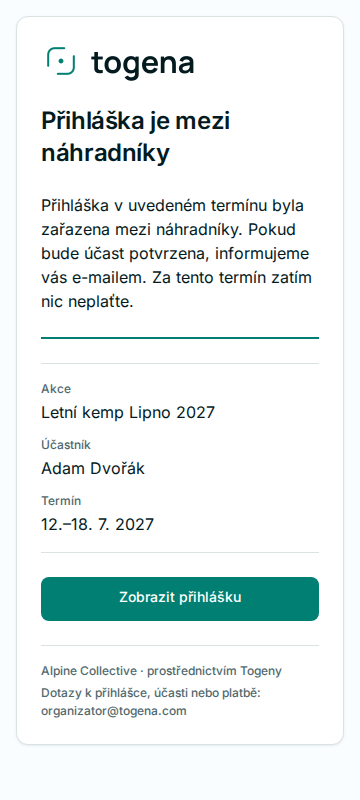 togena
Přihláška je mezi
náhradníky
Přihláška v uvedeném termínu byla
zařazena mezi náhradníky. Pokud
bude účast potvrzena, informujeme
vás e-mailem. Za tento termín zatím
nic neplaťte.
Akce
Letní kemp Lipno 2027
Účastník
Adam Dvořák
Termín
12.–18. 7. 2027
Zobrazit přihlášku
Alpine Collective · prostřednictvím Togeny
Dotazy k přihlášce, účasti nebo platbě:
organizator@togena.com